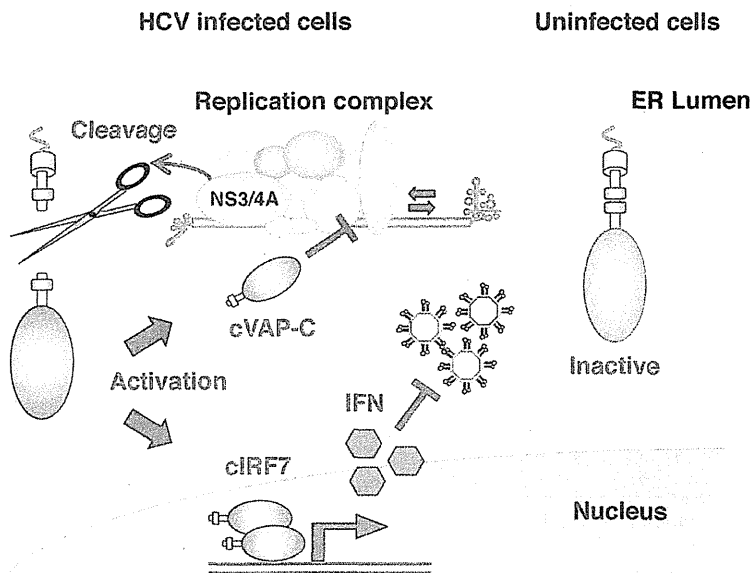 HCV infected cells
Uninfected cells
Replication complex
ER Lumen
Cleavage
NS3/4A
cVAP-C
Inactive
Activation
IFN
cIRF7
Nucleus